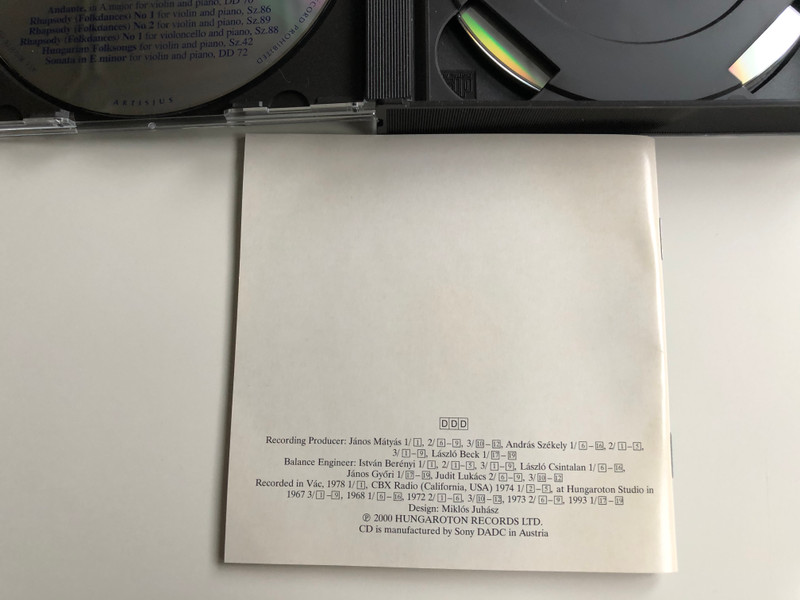 Andante, in A major for violin and piano, DD 70
Rhapsody (Folkdances) No 1 for violin and piano, Sz.86
Rhapsody (Folkdances) No 2 for violin and piano, Sz.89
Rhapsody (Folkdances) No 1 for violoncello and piano, Sz.88
Hungarian Folksongs for violin and piano, Sz.42
Sonata in E minor for violin and piano, DD 72
ARTISJUS
PROHIBITED
DDD
Recording Producer: János Mátyás 1/1, 2/6–9, 3/10–12, András Székely 1/6–16, 2/1–5,
3/1–9, László Beck 1/17–19
Balance Engineer: István Berényi 1/1, 2/1–5, 3/1–9, László Csintalan 1/6–16,
János Győri 1/17–19, Judit Lukács 2/6–9, 3/10–12
Recorded in Vác, 1978 1/1, CBX Radio (California, USA) 1974 1/2–5, at Hungaroton Studio in
1967 3/1–9, 1968 1/6–16, 1972 2/1–6, 3/10–12, 1973 2/6–9, 1993 1/17–19
Design: Miklós Juhász
℗ 2000 HUNGAROTON RECORDS LTD.
CD is manufactured by Sony DADC in Austria